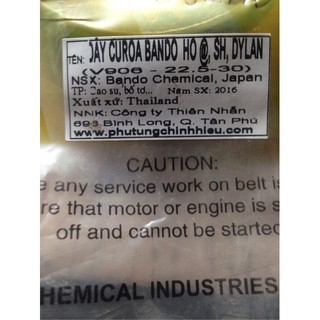 TÊN: DÂY CUROA BANDO HÒ @, SH, DYLAN
(V906 - 22.5-30)
NSX: Bando Chemical, Japan
TP: Cao su, bố tơ... Năm SX: 2016
Xuất xứ: Thailand
NNK: Công ty Thiên Nhẫn
693 Bình Long, Q. Tân Phú
www.phutungchinhhieu.com
CAUTION:
e any service work on belt is
re that motor or engine is s
off and cannot be started
HEMICAL INDUSTRIES